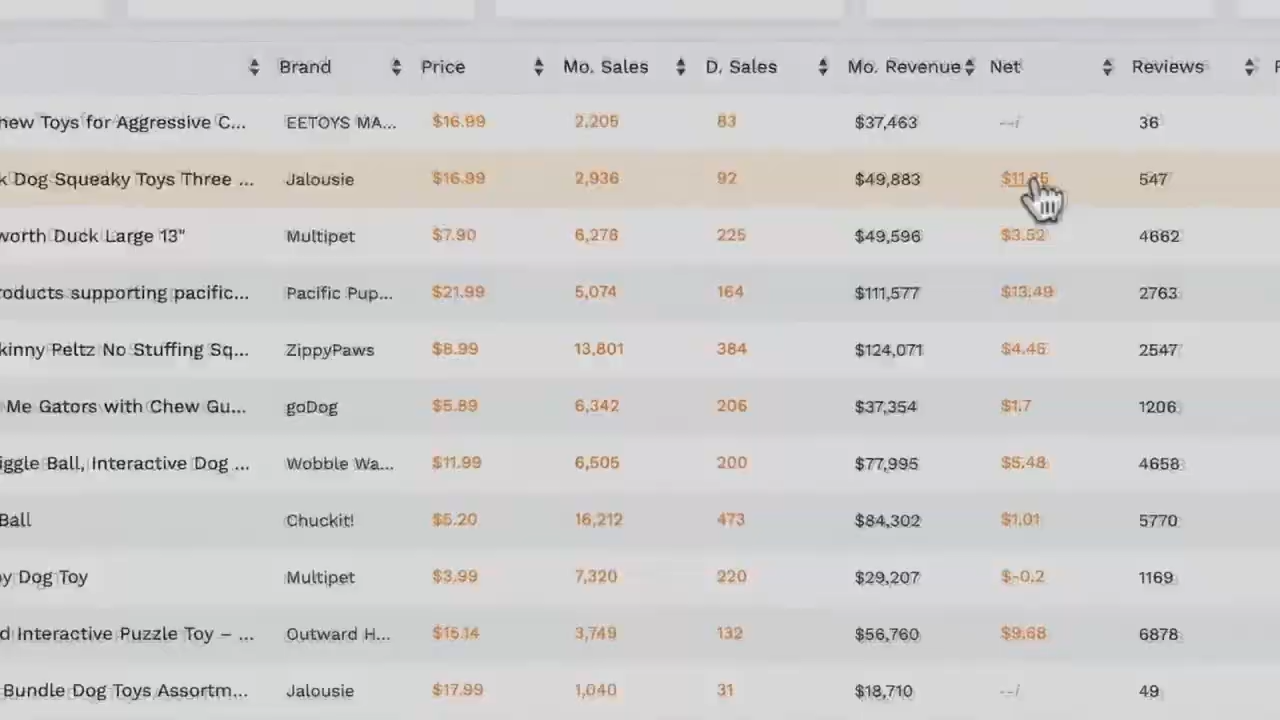 Brand Price Mo. Sales D. Sales Mo. Revenue Net Reviews
new Toys for Aggressive C... EETOYS MA... $16.99 2,205 83 $37,463 --/ 36
k Dog Squeaky Toys Three ... Jalousie $16.99 2,936 92 $49,883 547
worth Duck Large 13" Multipet $7.90 6,278 225 $49,596 $3.52 4662
roducts supporting pacific... Pacific Pup... $21.99 5,074 164 $111,577 $13.49 2763
kinny Peltz No Stuffing Sq... ZippyPaws $8.99 13,801 384 $124,071 $4.45 2547
Me Gators with Chew Gu... goDog $5.89 6,342 206 $37,354 $1.7 1206
iggle Ball, Interactive Dog ... Wobble Wa... $11.99 6,505 200 $77,995 $5.48 4658
Ball Chuckit! $5.20 16,212 473 $84,302 $1.01 5770
y Dog Toy Multipet $3.99 7,320 220 $29,207 $-0.2 1169
d Interactive Puzzle Toy – ... Outward H... $15.14 3,749 132 $56,760 $9.68 6878
Bundle Dog Toys Assortm... Jalousie $17.99 1,040 31 $18,710 --/ 49